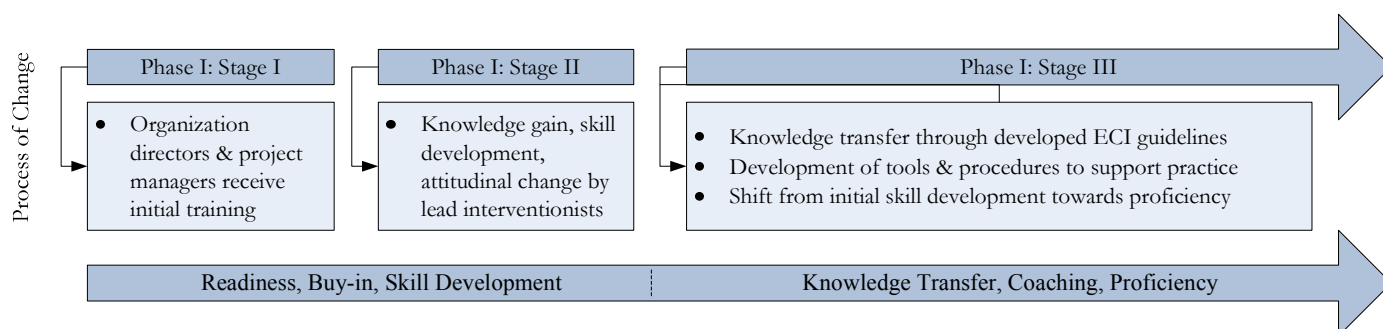 Process of Change
Phase I: Stage I
Phase I: Stage II
Phase I: Stage III
• Organization
directors & project
managers receive
initial training
• Knowledge gain, skill
development,
attitudinal change by
lead interventionists
• Knowledge transfer through developed ECI guidelines
• Development of tools & procedures to support practice
• Shift from initial skill development towards proficiency
Readiness, Buy-in, Skill Development
Knowledge Transfer, Coaching, Proficiency